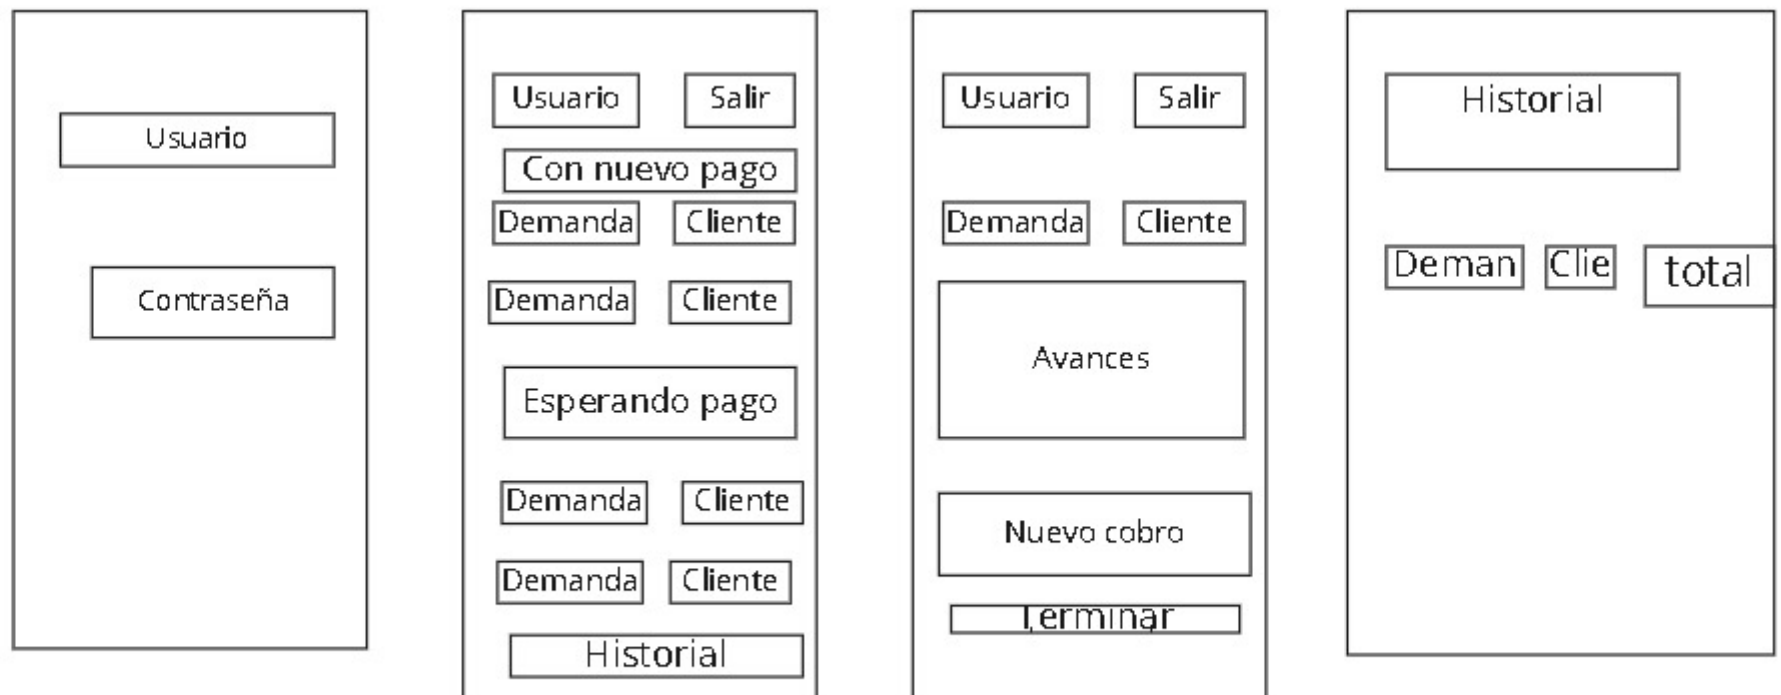 Usuario
Contraseña
Usuario Salir
Con nuevo pago
Demanda Cliente
Demanda Cliente
Esperando pago
Demanda Cliente
Demanda Cliente
Historial
Usuario Salir
Demanda Cliente
Avances
Nuevo cobro
Terminar
Historial
Deman Clie total